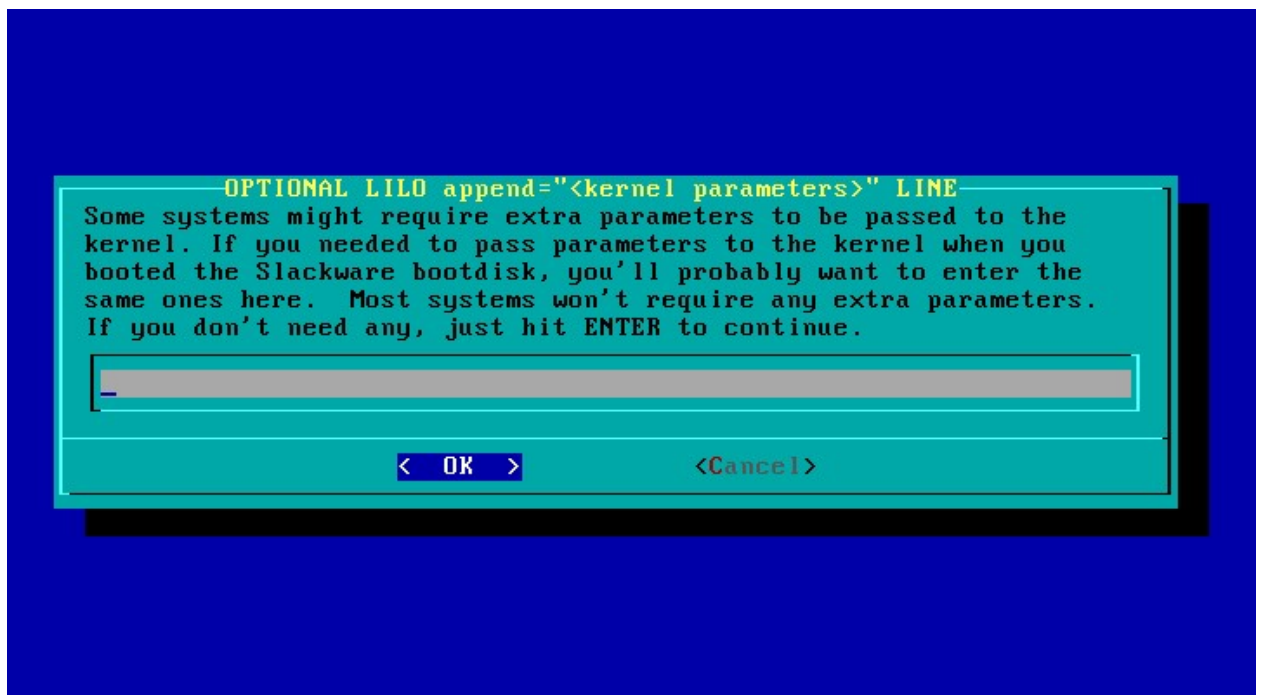 OPTIONAL LILO append="<kernel parameters>" LINE
Some systems might require extra parameters to be passed to the
kernel. If you needed to pass parameters to the kernel when you
booted the Slackware bootdisk, you'll probably want to enter the
same ones here.  Most systems won't require any extra parameters.
If you don't need any, just hit ENTER to continue.
<  OK  > <Cancel>